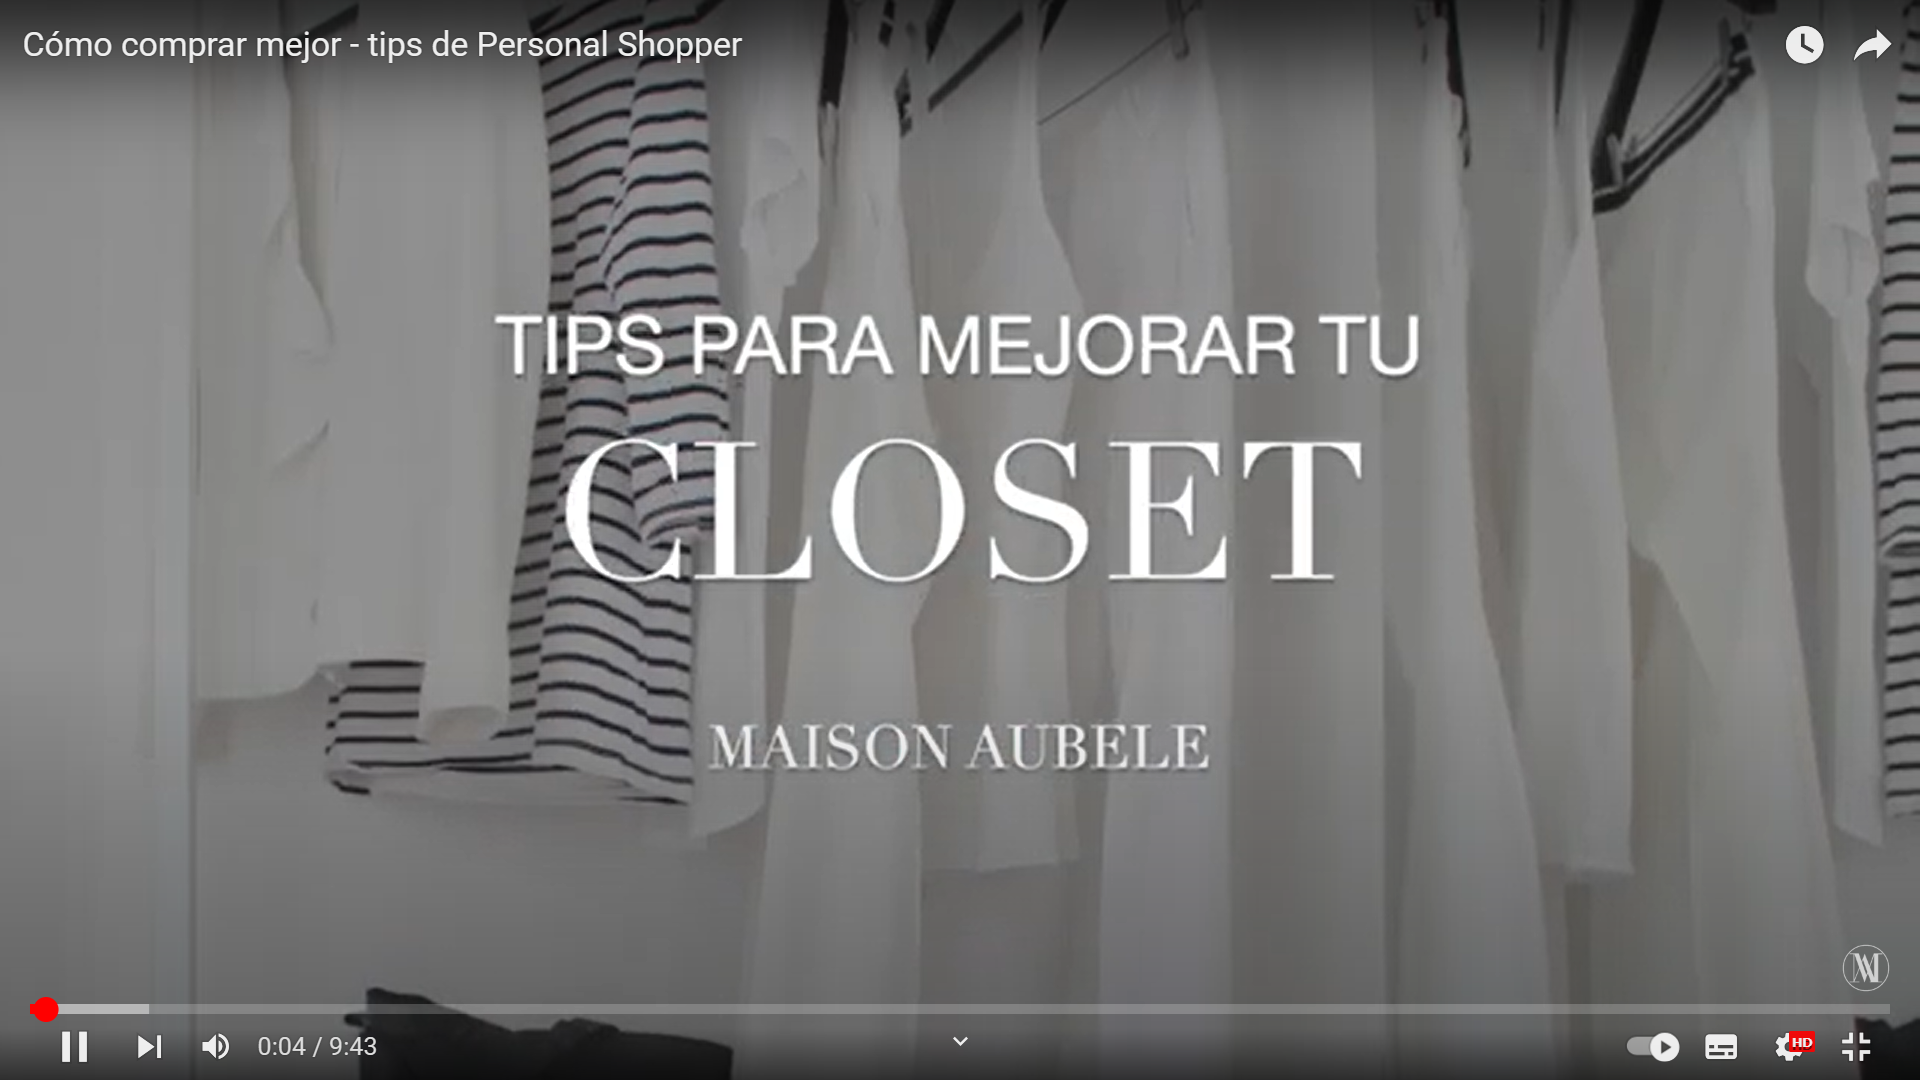 Cómo comprar mejor - tips de Personal Shopper
TIPS PARA MEJORAR TU
CLOSET
MAISON AUBELE
0:04 / 9:43
HD